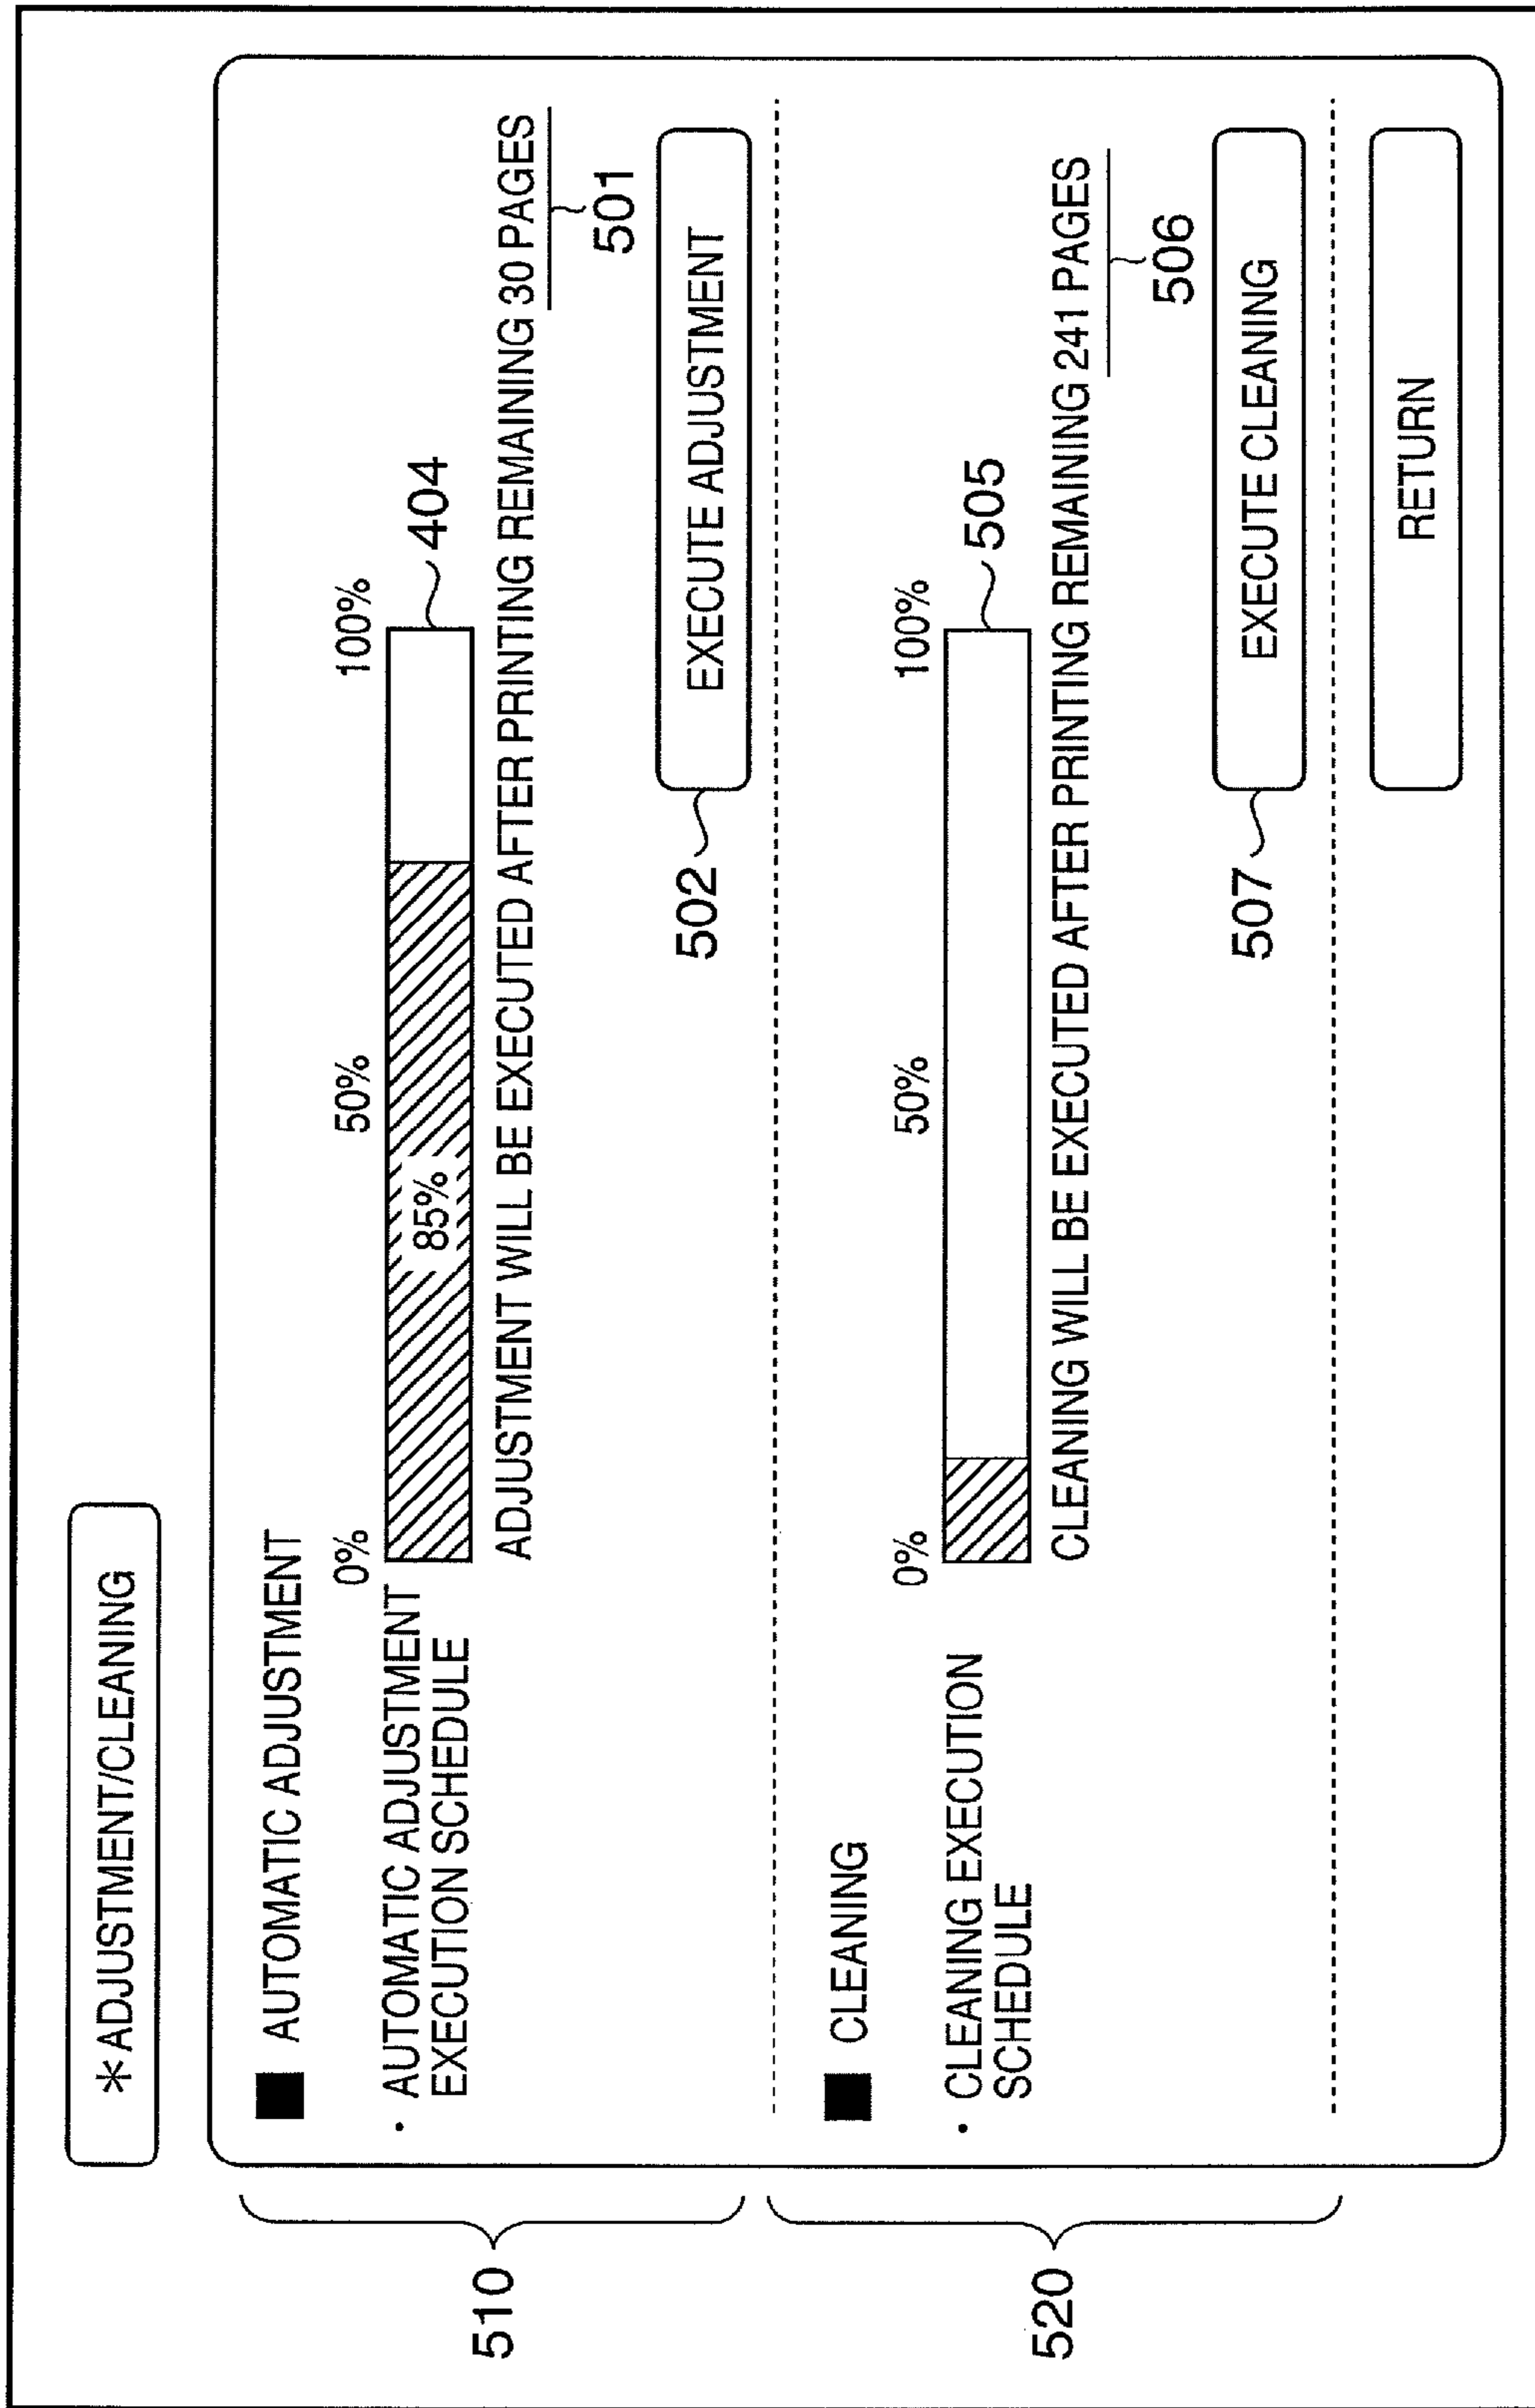 *ADJUSTMENT/CLEANING
510
■ AUTOMATIC ADJUSTMENT
0% 50% 100%
· AUTOMATIC ADJUSTMENT
EXECUTION SCHEDULE
85%
404
ADJUSTMENT WILL BE EXECUTED AFTER PRINTING REMAINING 30 PAGES
501
502
EXECUTE ADJUSTMENT
520
■ CLEANING
0% 50% 100%
· CLEANING EXECUTION
SCHEDULE
505
CLEANING WILL BE EXECUTED AFTER PRINTING REMAINING 241 PAGES
506
507
EXECUTE CLEANING
RETURN